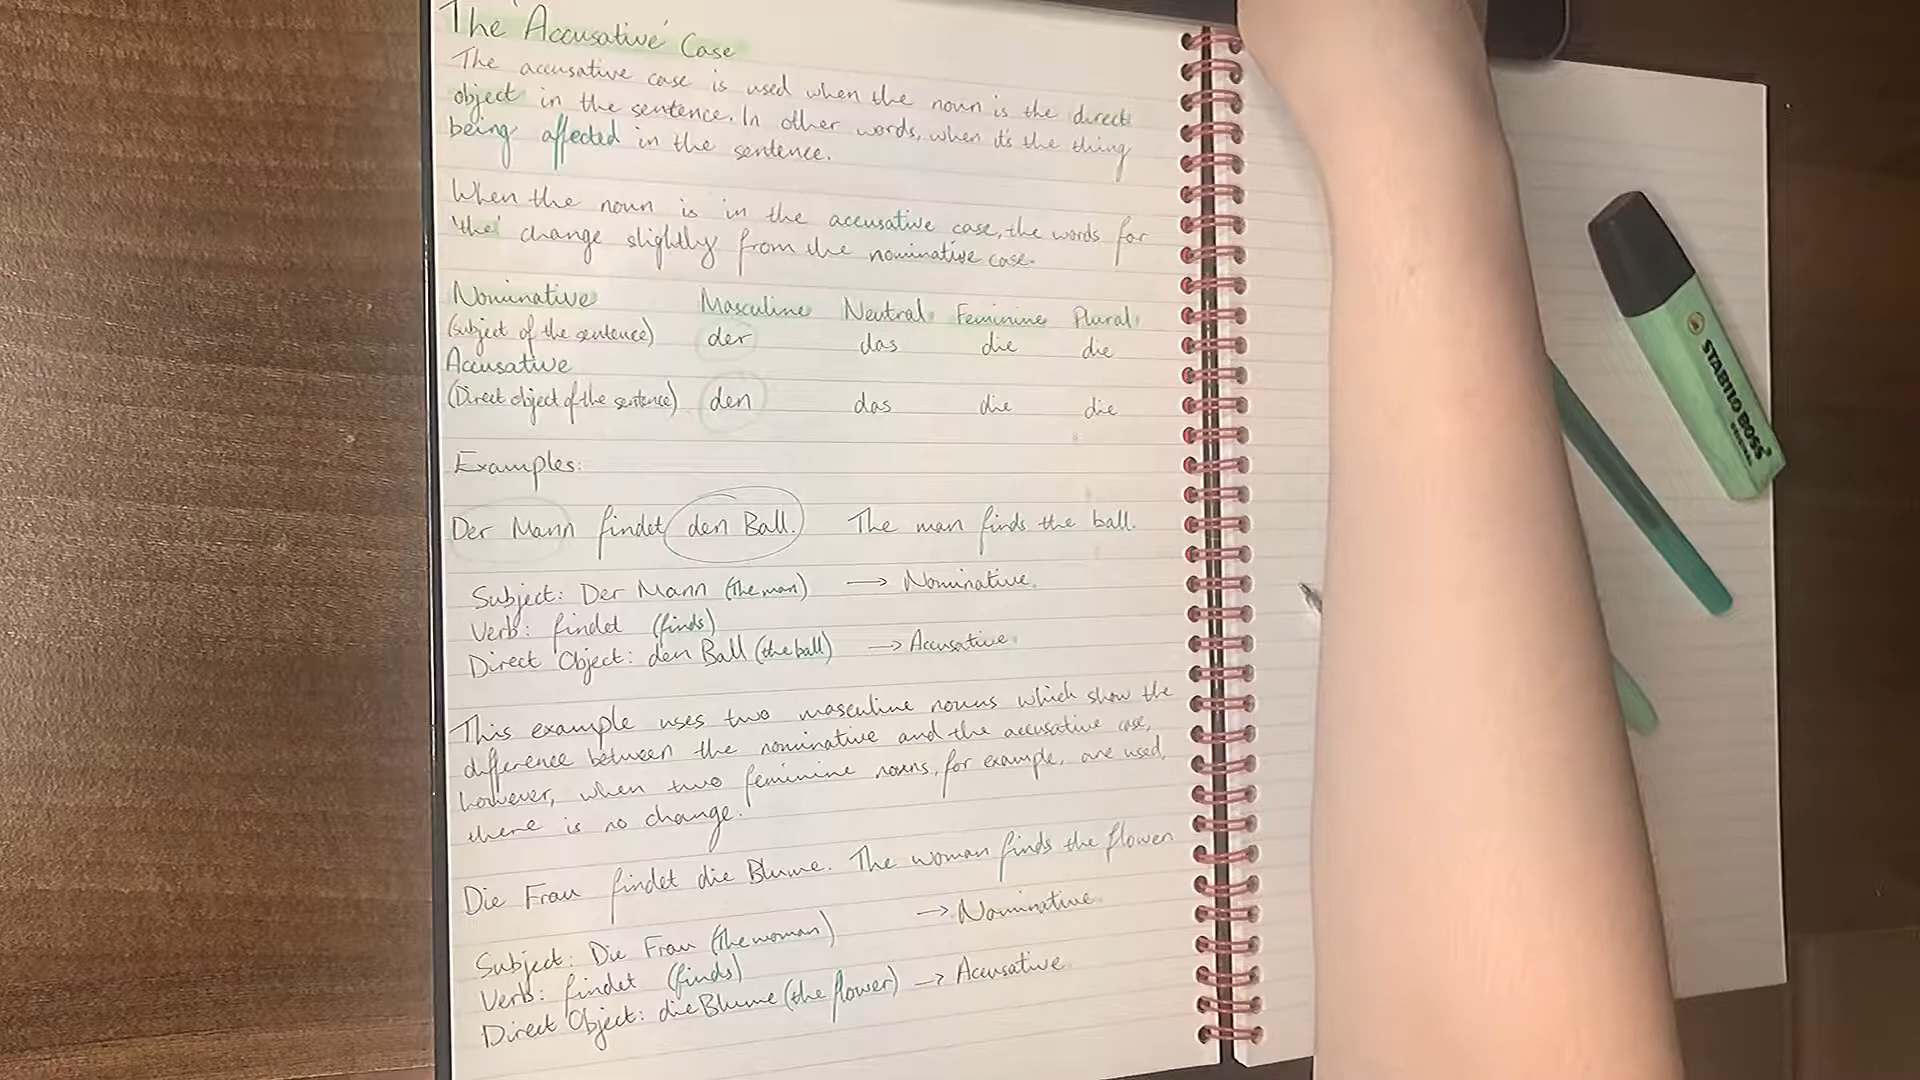 The 'Accusative' Case
The accusative case is used when the noun is the direct
object in the sentence. In other words, when it's the thing
being affected in the sentence.
When the noun is in the accusative case, the words for
'the' change slightly from the nominative case.
Nominative Masculine Neutral Feminine Plural
(subject of the sentence) der das die die
Accusative
(Direct object of the sentence) den das die die
Examples:
Der Mann findet den Ball. The man finds the ball.
Subject: Der Mann (the man) → Nominative
Verb: findet (finds)
Direct Object: den Ball (the ball) → Accusative
This example uses two masculine nouns which show the
difference between the nominative and the accusative case,
however, when two feminine nouns, for example, are used,
there is no change.
Die Frau findet die Blume. The woman finds the flower
Subject: Die Frau (the woman) → Nominative
Verb: findet (finds)
Direct Object: die Blume (the flower) → Accusative
STABILO BOSS
ORIGINAL